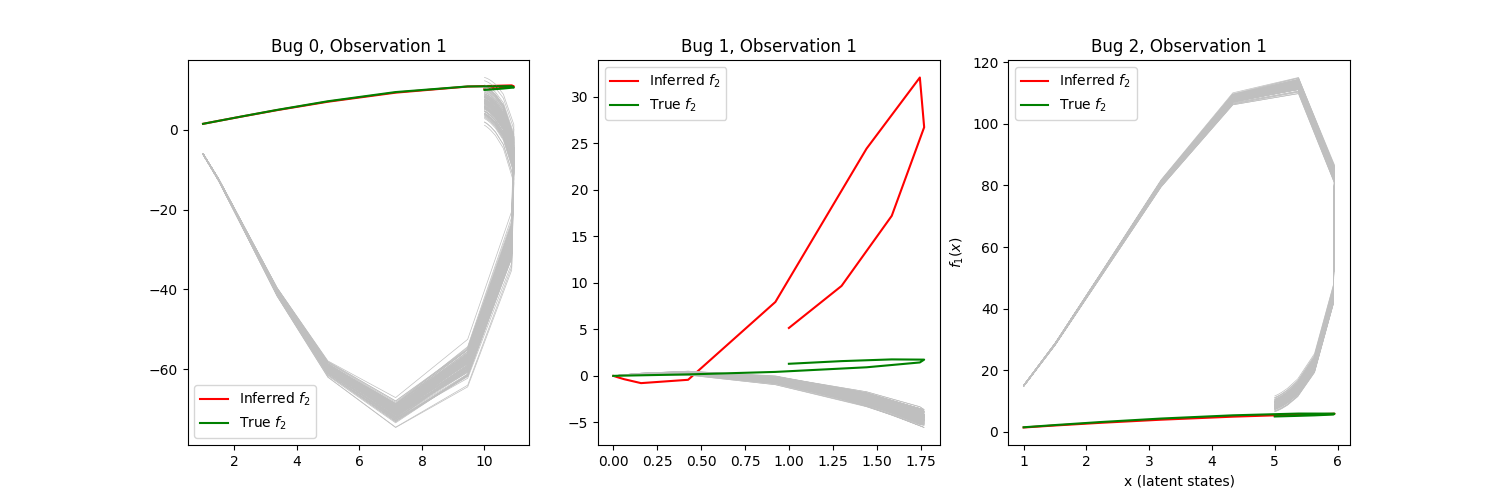 Bug 0, Observation 1
0
−20
−40
−60
2 4 6 8 10
Inferred f₂
True f₂
Bug 1, Observation 1
Inferred f₂
True f₂
30
25
20
15
10
5
0
−5
0.00 0.25 0.50 0.75 1.00 1.25 1.50 1.75
Bug 2, Observation 1
Inferred f₂
True f₂
f₁(x)
120
100
80
60
40
20
0
1 2 3 4 5 6
x (latent states)